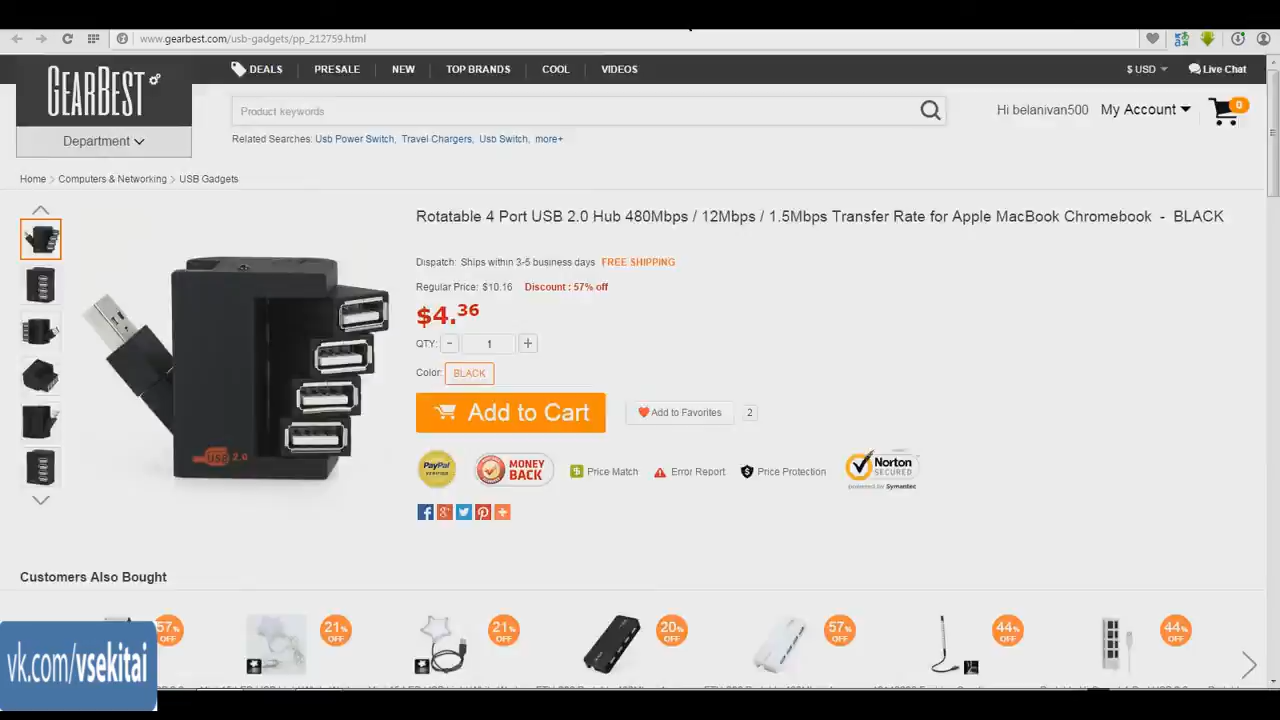 www.gearbest.com/usb-gadgets/pp_212759.html
GEARBEST
DEALS PRESALE NEW TOP BRANDS COOL VIDEOS $ USD Live Chat
Product keywords
Hi belanivan500 My Account 0
Department
Related Searches: Usb Power Switch, Travel Chargers, Usb Switch, more+
Home > Computers & Networking > USB Gadgets
Rotatable 4 Port USB 2.0 Hub 480Mbps / 12Mbps / 1.5Mbps Transfer Rate for Apple MacBook Chromebook - BLACK
Dispatch: Ships within 3-5 business days FREE SHIPPING
Regular Price: $10.16 Discount : 57% off
$4.36
QTY: - 1 +
Color: BLACK
Add to Cart Add to Favorites 2
USB 2.0
PayPal VERIFIED MONEY BACK $ Price Match Error Report Price Protection Norton SECURED powered by Symantec
Customers Also Bought
57% OFF 21% OFF 21% OFF 20% OFF 57% OFF 44% OFF 44% OFF
vk.com/vsekitai